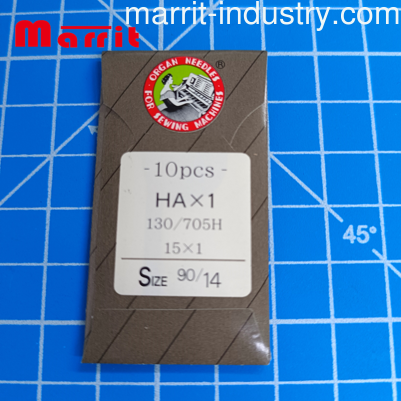 marrit-industry.com
Marrit
ORGAN NEEDLES
FOR SEWING MACHINES
®
-10pcs-
HA×1
130/705H
15×1
SIZE 90/14
45°